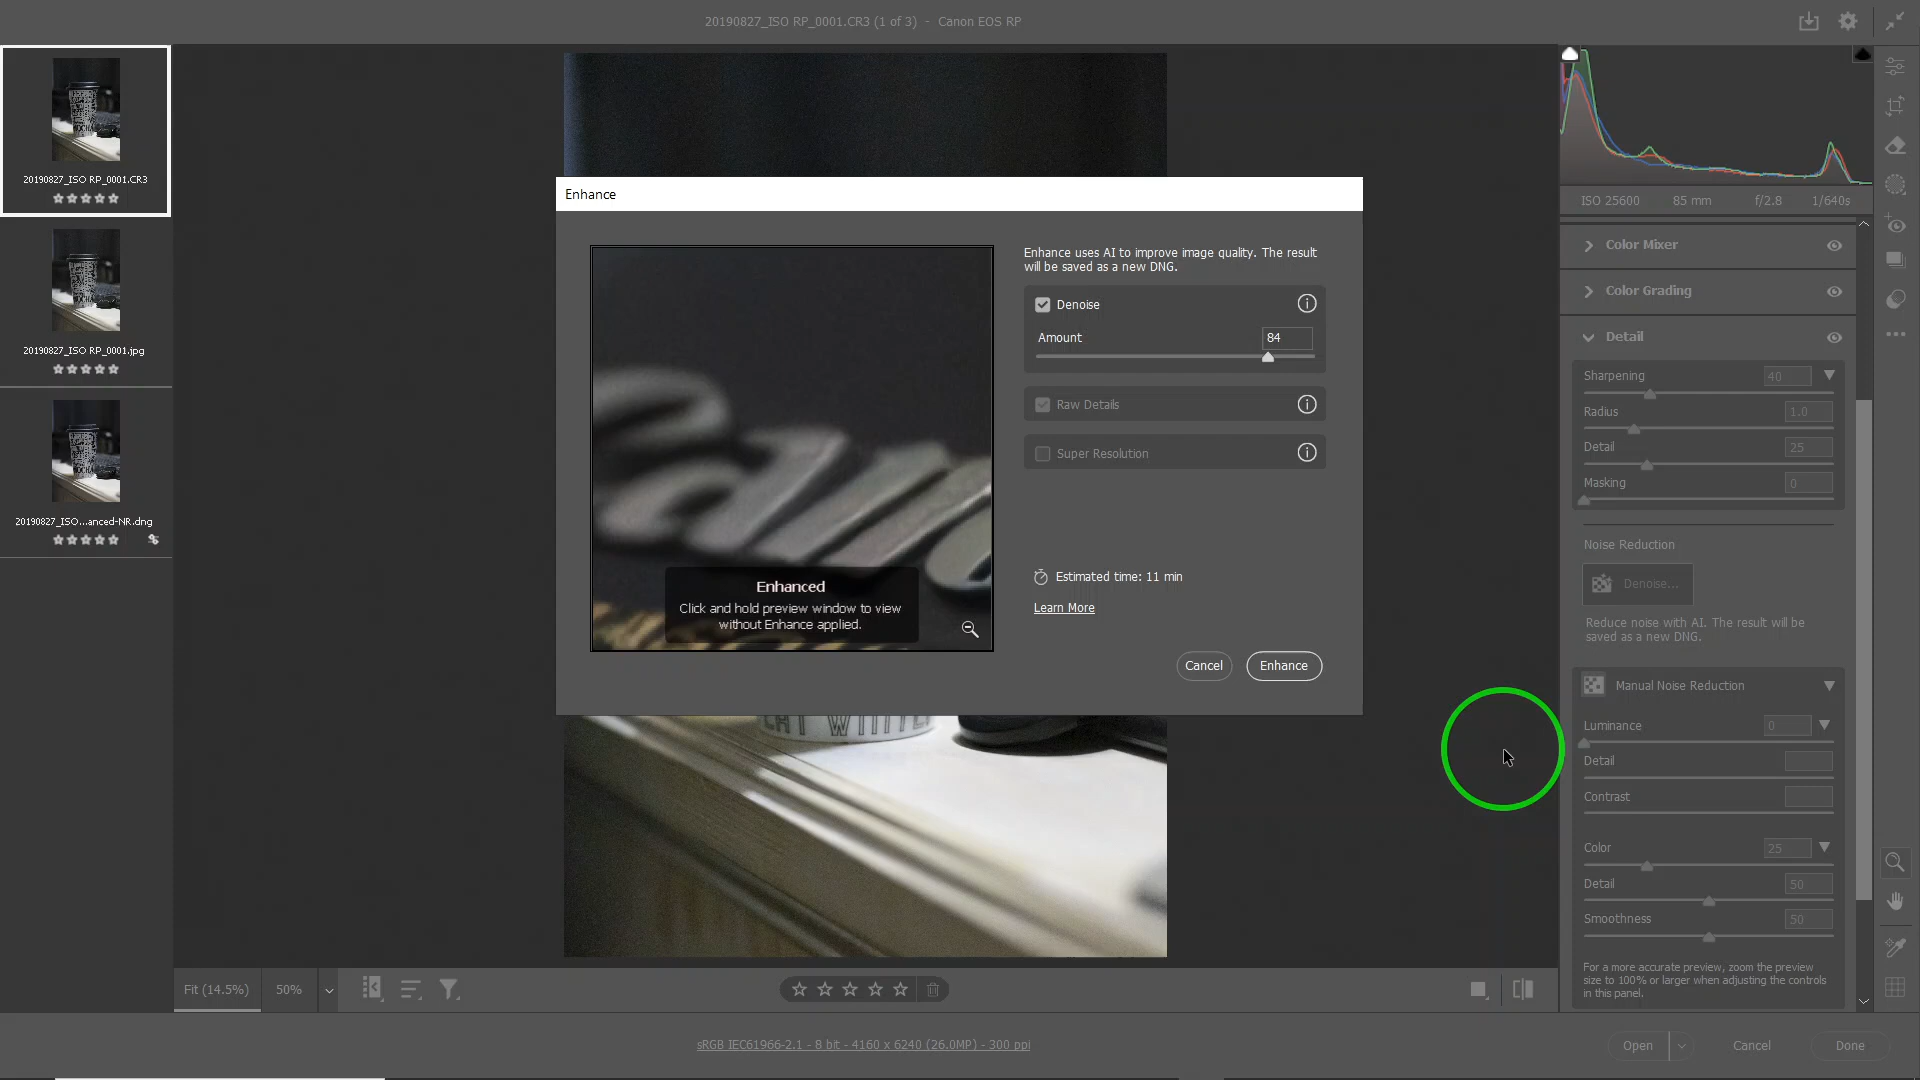 20190827_ISO RP_0001.CR3 (1 of 3)  -  Canon EOS RP
20190827_ISO RP_0001.CR3
20190827_ISO RP_0001.jpg
20190827_ISO...anced-NR.dng
Enhance
Enhanced
Click and hold preview window to view
without Enhance applied.
Enhance uses AI to improve image quality. The result
will be saved as a new DNG.
Denoise
Amount 84
Raw Details
Super Resolution
Estimated time: 11 min
Learn More
Cancel Enhance
ISO 25600 85 mm f/2.8 1/640s
Color Mixer
Color Grading
Detail
Sharpening 40
Radius 1.0
Detail 25
Masking 0
Noise Reduction
Denoise...
Reduce noise with AI. The result will be
saved as a new DNG.
Manual Noise Reduction
Luminance 0
Detail
Contrast
Color 25
Detail 50
Smoothness 50
For a more accurate preview, zoom the preview
size to 100% or larger when adjusting the controls
in this panel.
Fit (14.5%) 50%
sRGB IEC61966-2.1 - 8 bit - 4160 x 6240 (26.0MP) - 300 ppi
Open Cancel Done